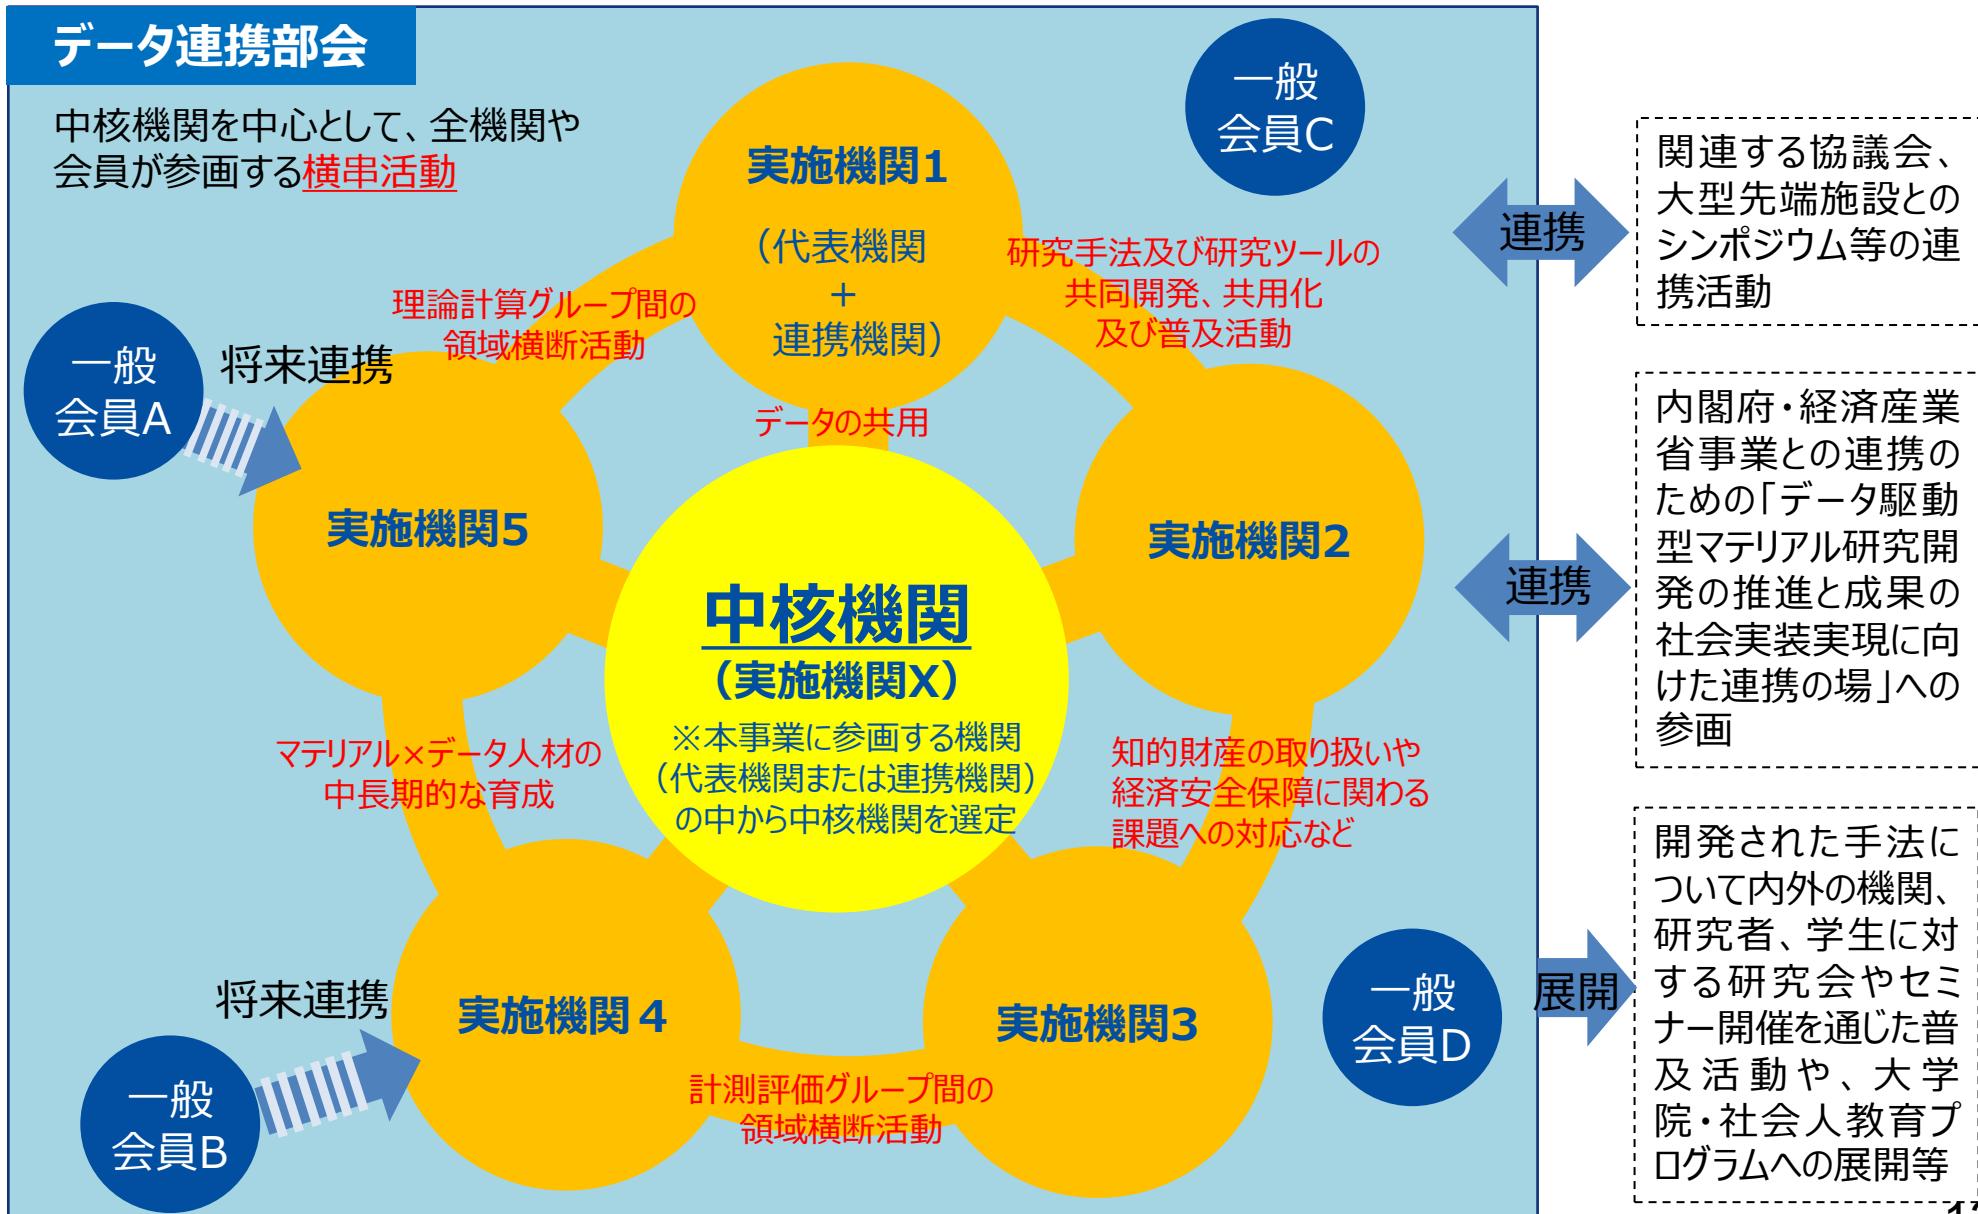 データ連携部会
中核機関を中心として、全機関や
会員が参画する横串活動
一般
会員C
実施機関1
（代表機関
＋
連携機関）
研究手法及び研究ツールの
共同開発、共用化
及び普及活動
理論計算グループ間の
領域横断活動
一般
会員A
将来連携
データの共用
実施機関5
実施機関2
中核機関
（実施機関X）
※本事業に参画する機関
（代表機関または連携機関）
の中から中核機関を選定
マテリアル×データ人材の
中長期的な育成
知的財産の取り扱いや
経済安全保障に関わる
課題への対応など
将来連携
一般
会員B
実施機関４
実施機関3
一般
会員D
計測評価グループ間の
領域横断活動
連携
関連する協議会、
大型先端施設との
シンポジウム等の連
携活動
連携
内閣府・経済産業
省事業との連携の
ための「データ駆動
型マテリアル研究開
発の推進と成果の
社会実装実現に向
けた連携の場」への
参画
展開
開発された手法に
ついて内外の機関、
研究者、学生に対
する研究会やセミ
ナー開催を通じた普
及活動や、大学
院・社会人教育プ
ログラムへの展開等